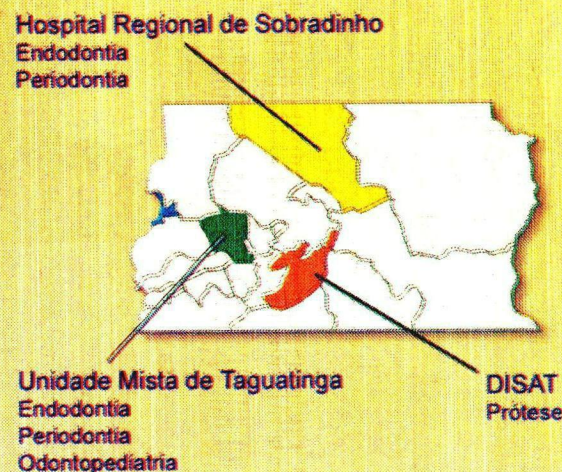 Hospital Regional de Sobradinho
Endodontia
Periodontia
Unidade Mista de Taguatinga
Endodontia
Periodontia
Odontopediatria
DISAT
Prótese